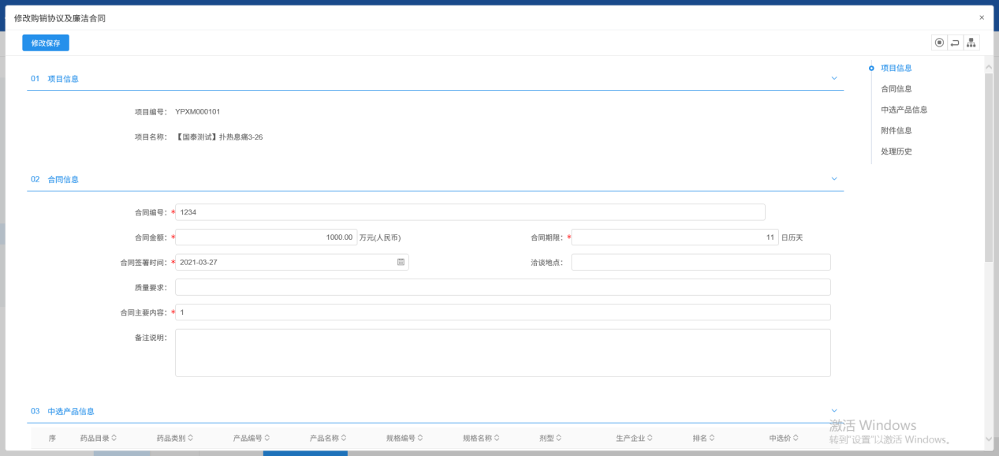 修改购销协议及廉洁合同
×
修改保存
01 项目信息
项目编号： YPXM000101
项目名称： 【国泰测试】扑热息痛3-26
02 合同信息
合同编号：* 1234
合同金额：* 1000.00 万元(人民币) 合同期限：* 11 日历天
合同签署时间：* 2021-03-27 洽谈地点：
质量要求：
合同主要内容：* 1
备注说明：
03 中选产品信息
序 药品目录 药品类别 产品编号 产品名称 规格编号 规格名称 剂型 生产企业 排名 中选价
项目信息
合同信息
中选产品信息
附件信息
处理历史
激活 Windows
转到"设置"以激活 Windows。